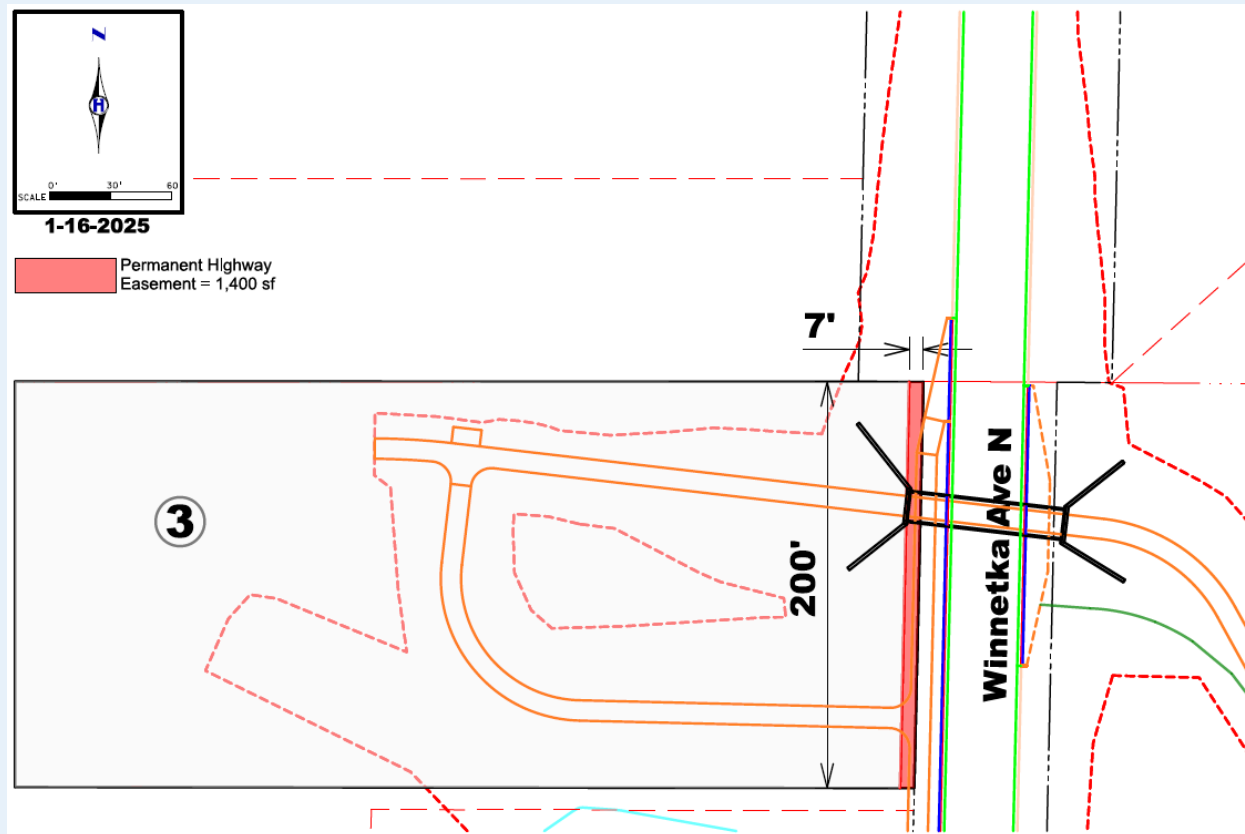 N
H
0' 30' 60
SCALE
1-16-2025
Permanent Highway
Easement = 1,400 sf
7'
3
200'
Winnetka Ave N